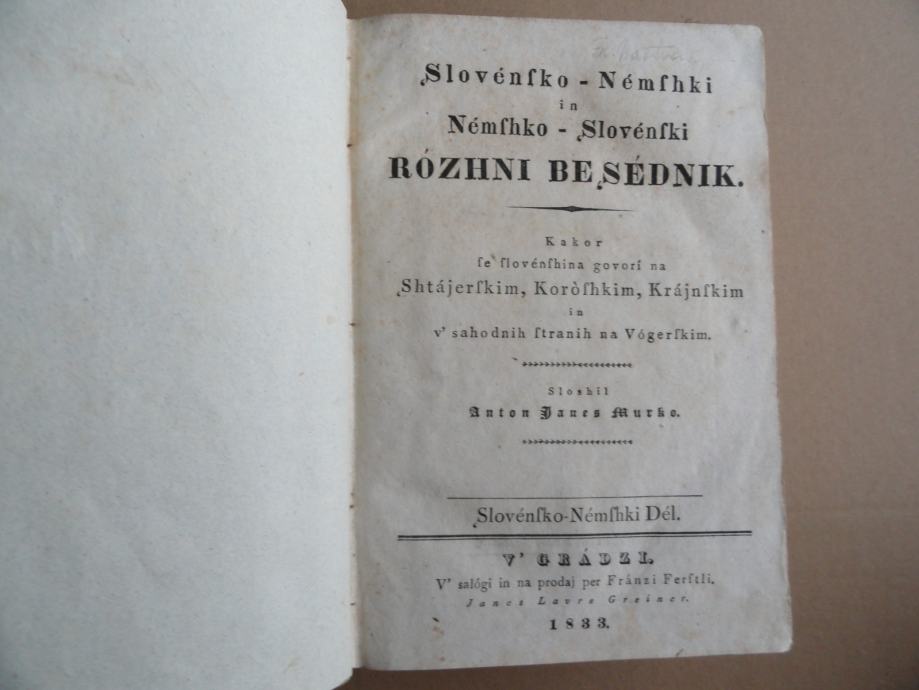 Slovénſko - Némſhki
in
Némſhko - Slovénſki
RÓZHNI BESÉDNIK.
Kakor
ſe ſlovénſhina govorí na
Shtájerſkim, Koròſhkim, Krájnſkim
in
v' sahodnih ſtranih na Vógerſkim.
Sloshil
Anton Janes Murko.
Slovénſko-Némſhki Dél.
V' GRÁDZI.
V' salógi in na prodaj per Fránzi Ferſtli,
Janes Lavre Greiner.
1833.